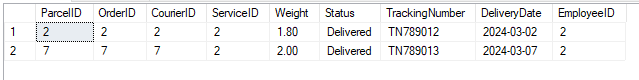 ParcelID OrderID CourierID ServiceID Weight Status TrackingNumber DeliveryDate EmployeeID
1 2 2 2 2 1.80 Delivered TN789012 2024-03-02 2
2 7 7 7 2 2.00 Delivered TN789013 2024-03-07 2